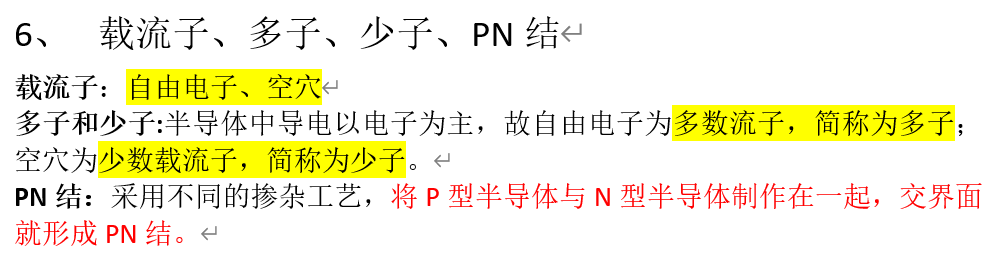 6、 载流子、多子、少子、PN 结↵
载流子：自由电子、空穴↵
多子和少子:半导体中导电以电子为主，故自由电子为多数流子，简称为多子；
空穴为少数载流子，简称为少子。↵
PN 结：采用不同的掺杂工艺，将 P 型半导体与 N 型半导体制作在一起，交界面
就形成 PN 结。↵